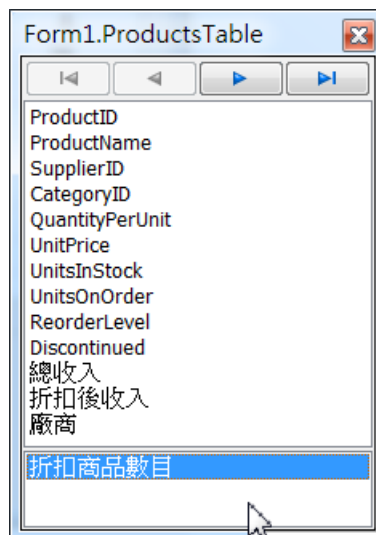 Form1.ProductsTable
ProductID
ProductName
SupplierID
CategoryID
QuantityPerUnit
UnitPrice
UnitsInStock
UnitsOnOrder
ReorderLevel
Discontinued
總收入
折扣後收入
廠商
折扣商品數目